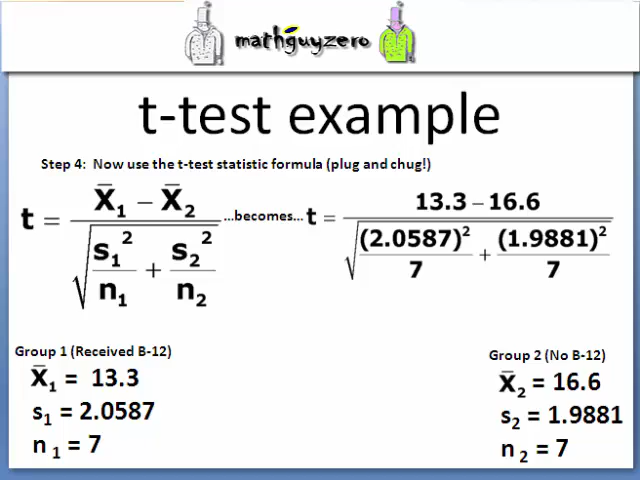 mathguyzero
t-test example
Step 4:  Now use the t-test statistic formula (plug and chug!)
t = (X̅₁ − X̅₂) / √(s₁²/n₁ + s₂²/n₂) ...becomes... t = (13.3 − 16.6) / √((2.0587)²/7 + (1.9881)²/7)
Group 1 (Received B-12)
X̅₁ = 13.3
s₁ = 2.0587
n ₁ = 7
Group 2 (No B-12)
X̅₂ = 16.6
s₂ = 1.9881
n ₂ = 7